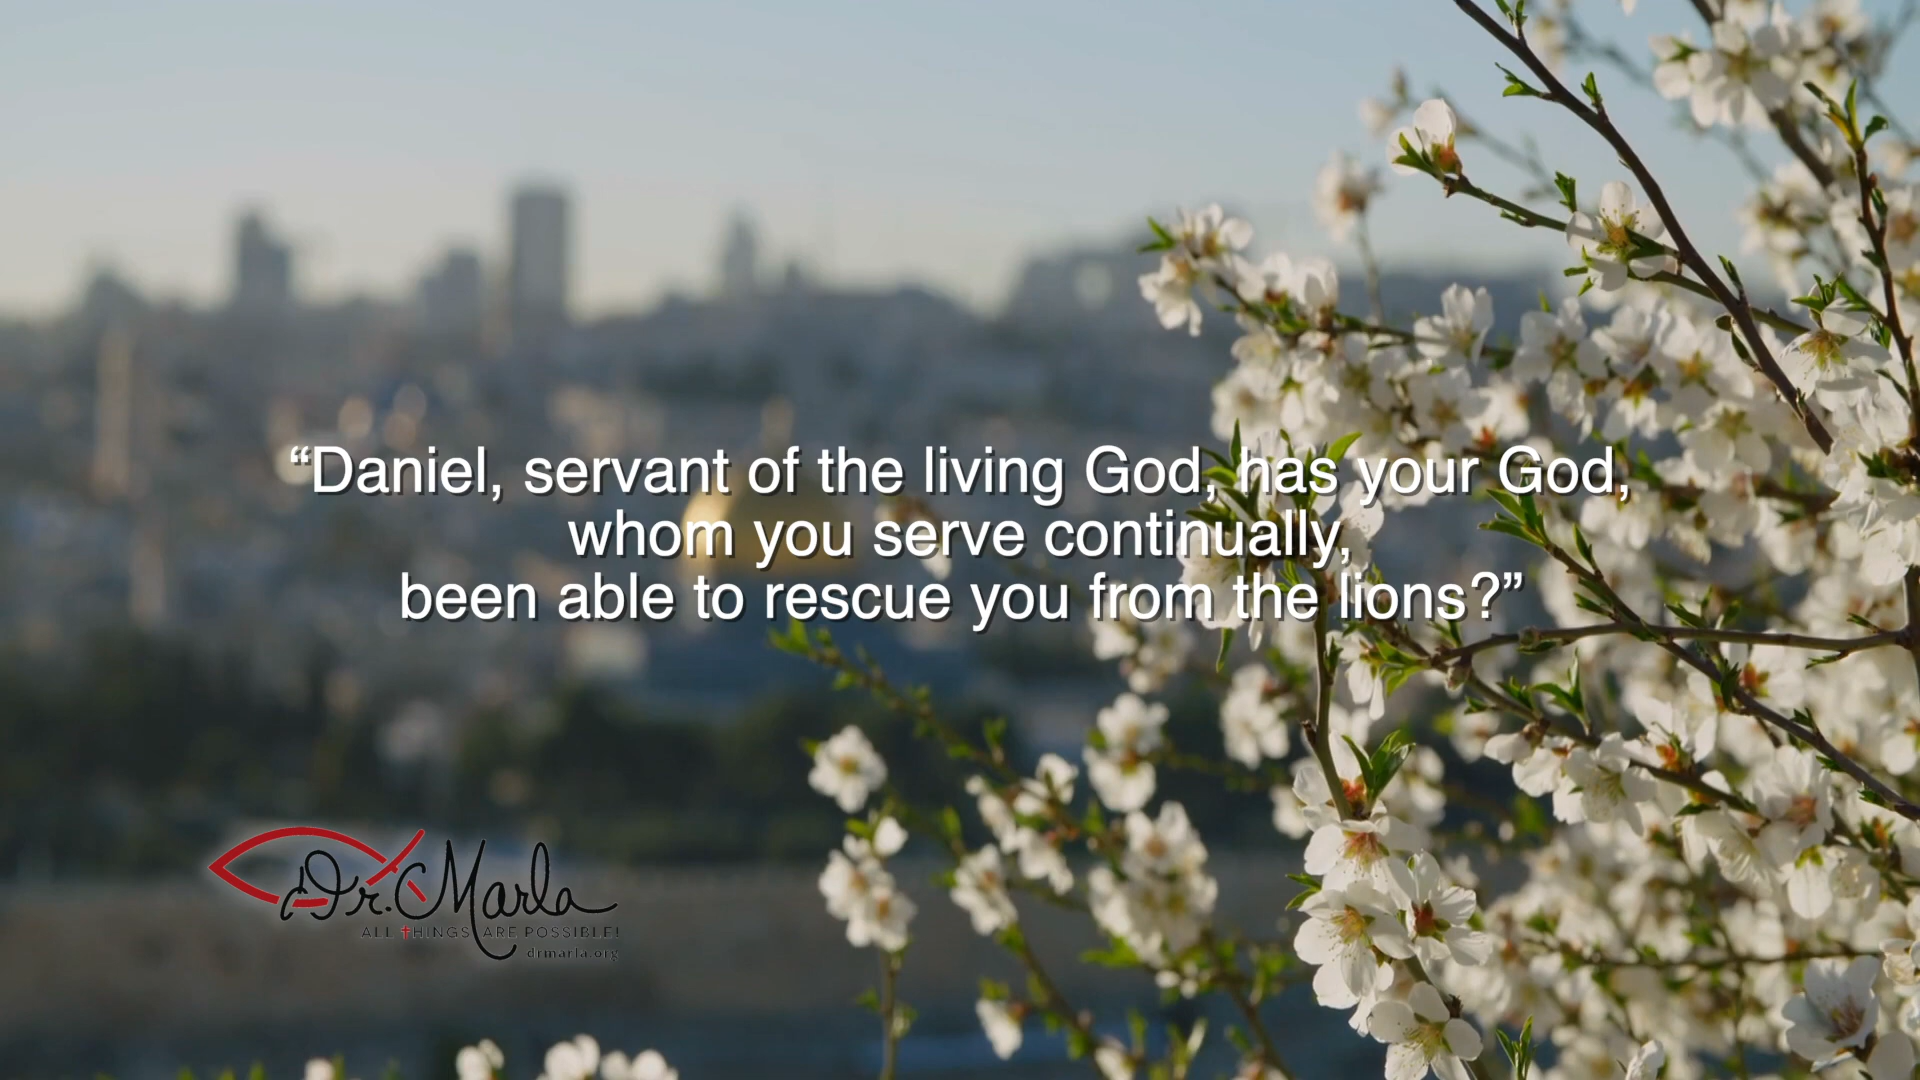 “Daniel, servant of the living God, has your God,
whom you serve continually,
been able to rescue you from the lions?”
Dr. Marla
ALL THINGS ARE POSSIBLE!
drmarla.org